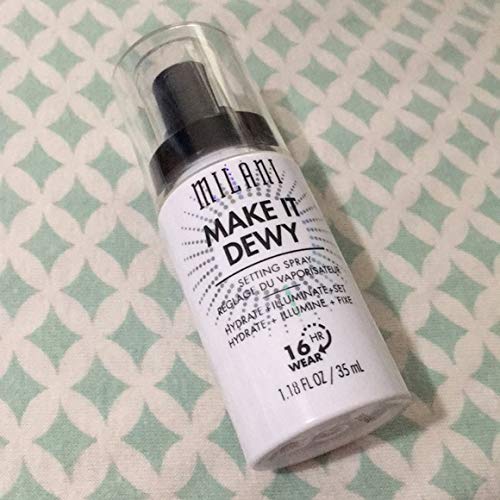 MILANI
MAKE IT
DEWY
SETTING SPRAY
RÉGLAGE DU VAPORISATEUR
HYDRATE + ILLUMINATE + SET
HYDRATE + ILLUMINE + FIXE
16 HR
WEAR
1.18 FL OZ / 35 mL